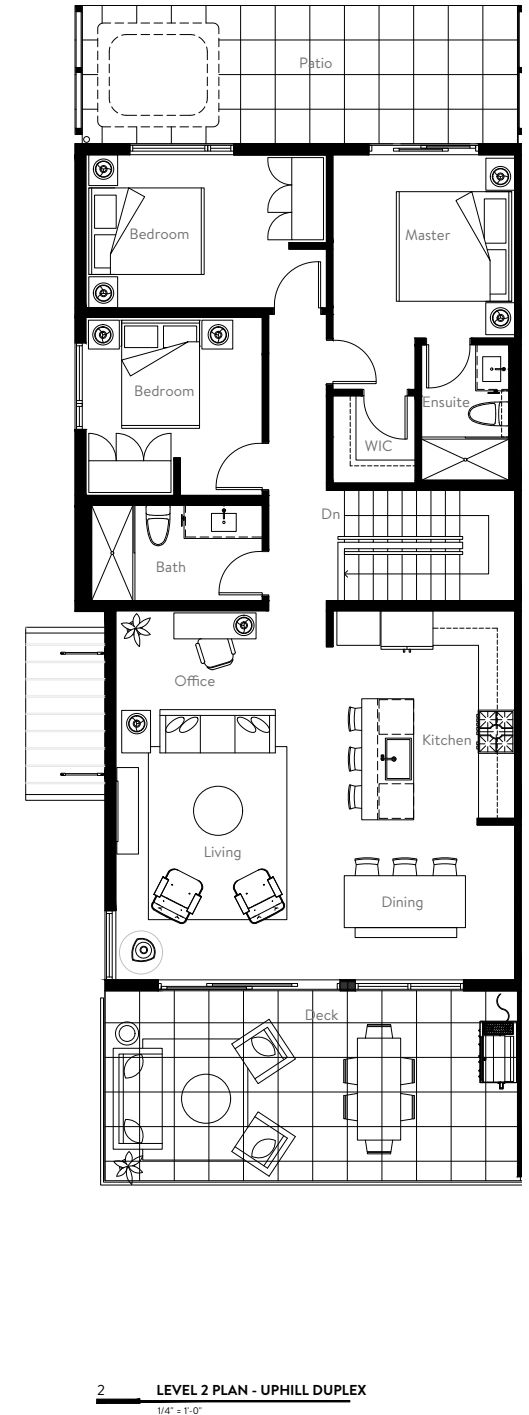 Patio
Bedroom
Master
Bedroom
Ensuite
WIC
Dn
Bath
Office
Kitchen
Living
Dining
Deck
2 LEVEL 2 PLAN - UPHILL DUPLEX
1/4" = 1'-0"